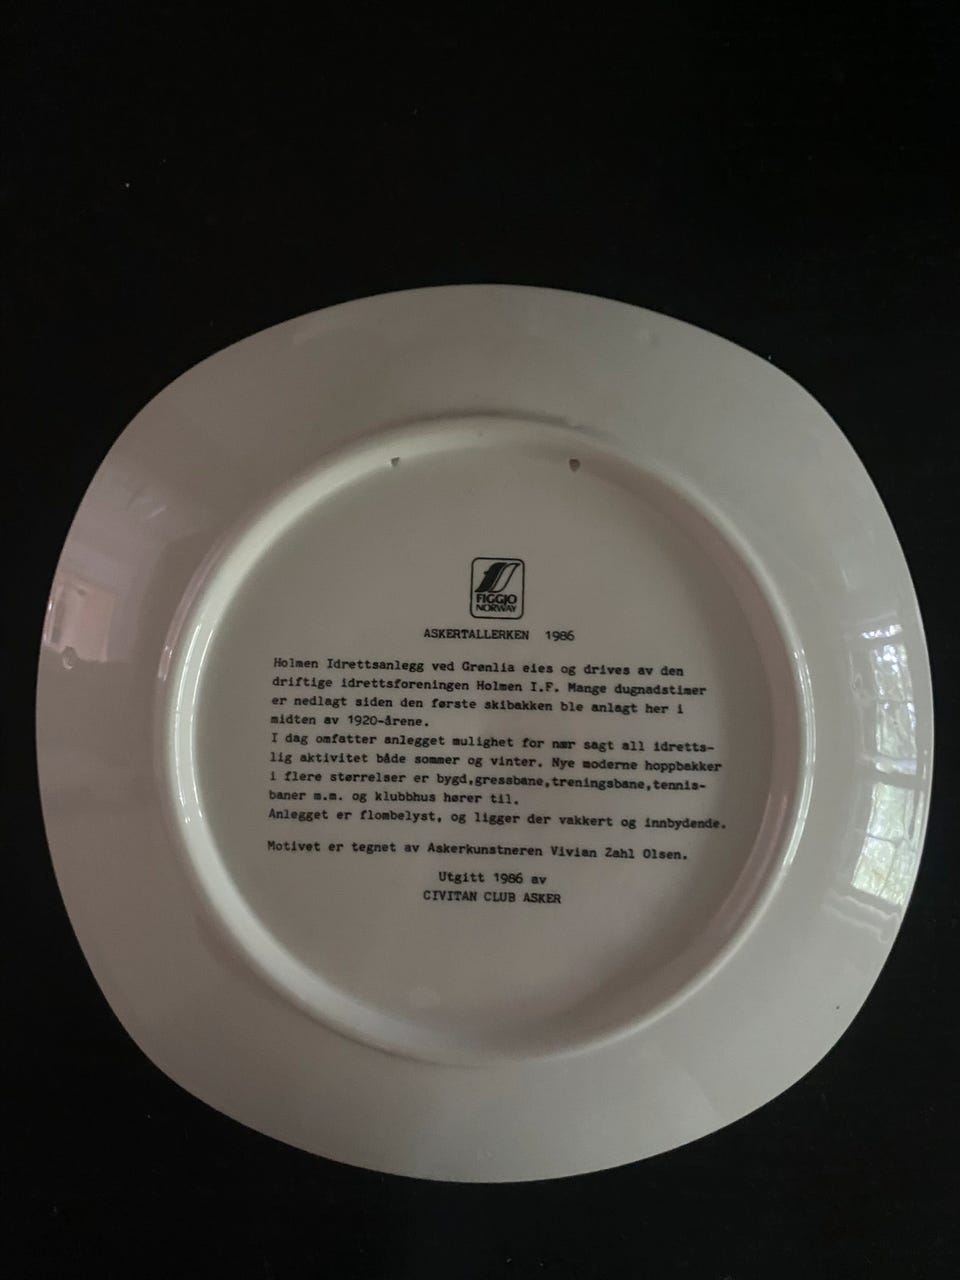 FIGGJO
NORWAY
ASKERTALLERKEN 1986
Holmen Idrettsanlegg ved Grønlia eies og drives av den
driftige idrettsforeningen Holmen I.F. Mange dugnadstimer
er nedlagt siden den første skibakken ble anlagt her i
midten av 1920-årene.
I dag omfatter anlegget mulighet for nær sagt all idretts-
lig aktivitet både sommer og vinter. Nye moderne hoppbakker
i flere størrelser er bygd,gressbane,treningsbane,tennis-
baner m.m. og klubbhus hører til.
Anlegget er flombelyst, og ligger der vakkert og innbydende.
Motivet er tegnet av Askerkunstneren Vivian Zahl Olsen.
Utgitt 1986 av
CIVITAN CLUB ASKER